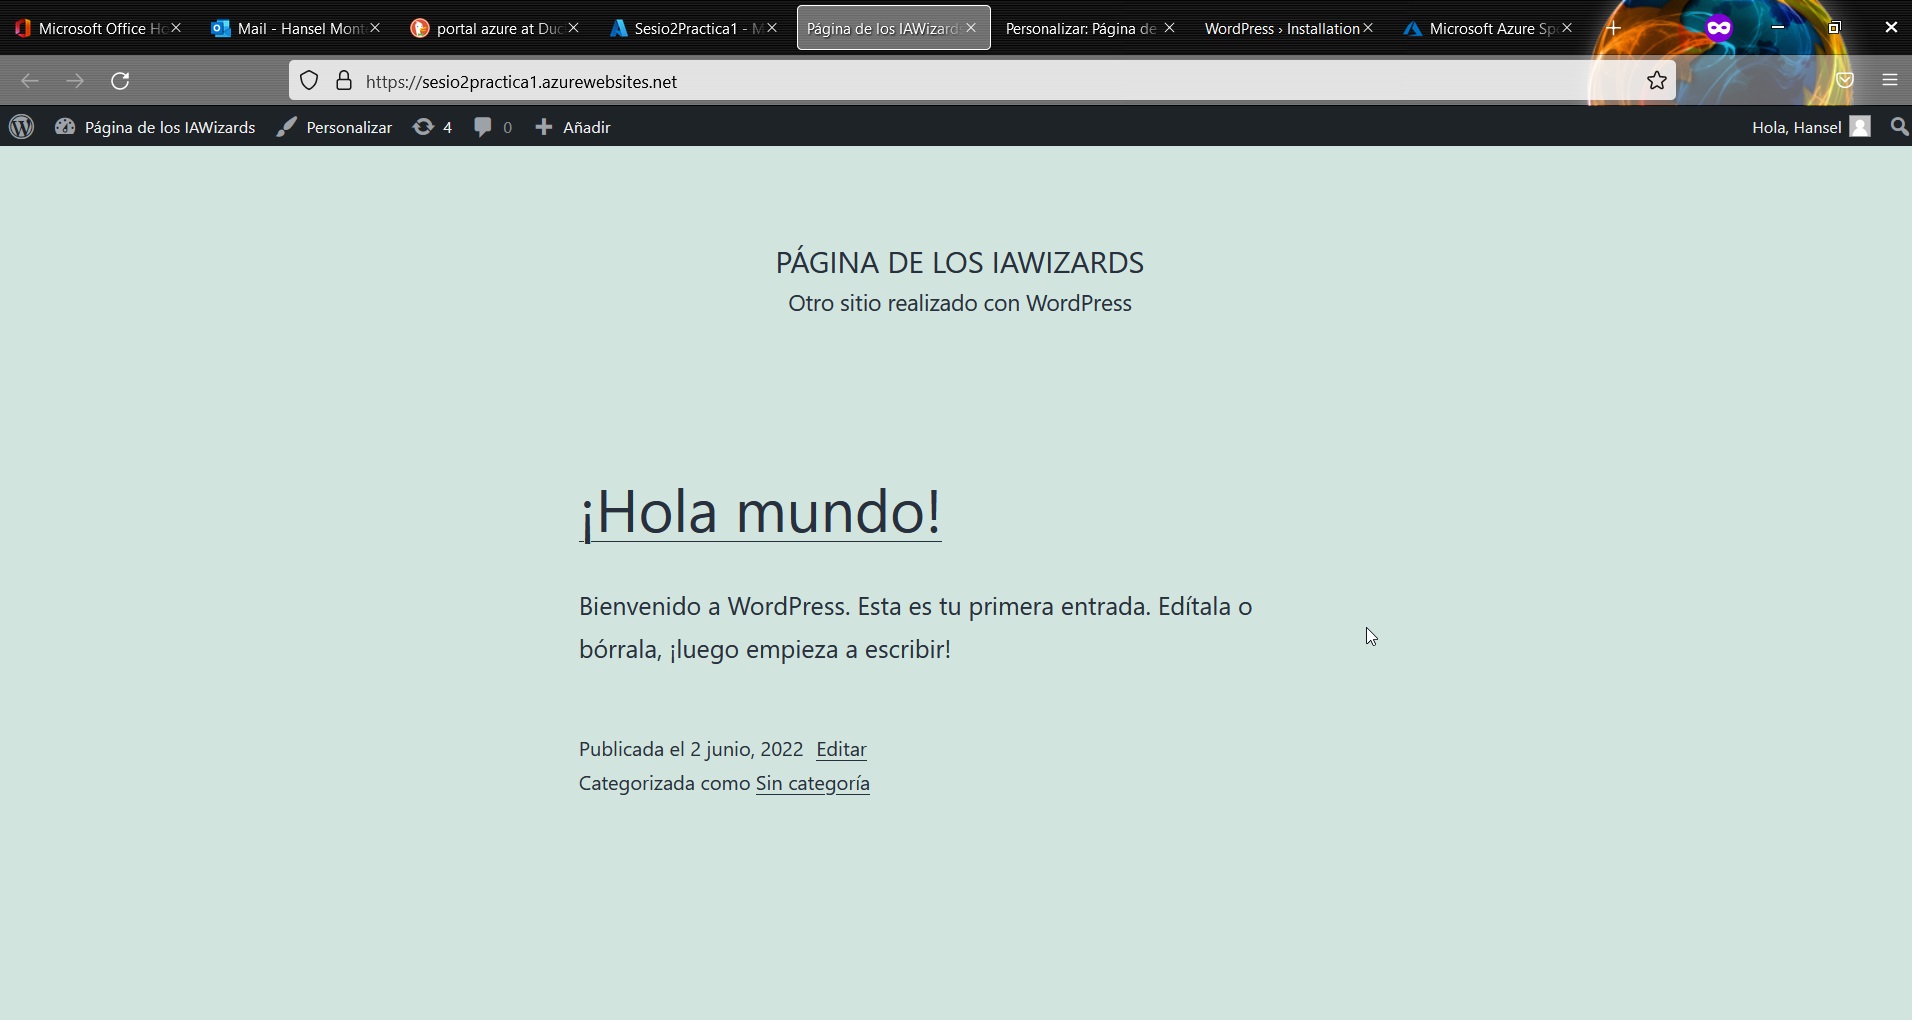 Microsoft Office Ho
Mail - Hansel Mont
portal azure at Duc
Sesio2Practica1 - M
Página de los IAWizards
Personalizar: Página de
WordPress › Installation
Microsoft Azure Sp
https://sesio2practica1.azurewebsites.net
Página de los IAWizards
Personalizar
4
0
Añadir
Hola, Hansel
PÁGINA DE LOS IAWIZARDS
Otro sitio realizado con WordPress
¡Hola mundo!
Bienvenido a WordPress. Esta es tu primera entrada. Edítala o
bórrala, ¡luego empieza a escribir!
Publicada el 2 junio, 2022 Editar
Categorizada como Sin categoría